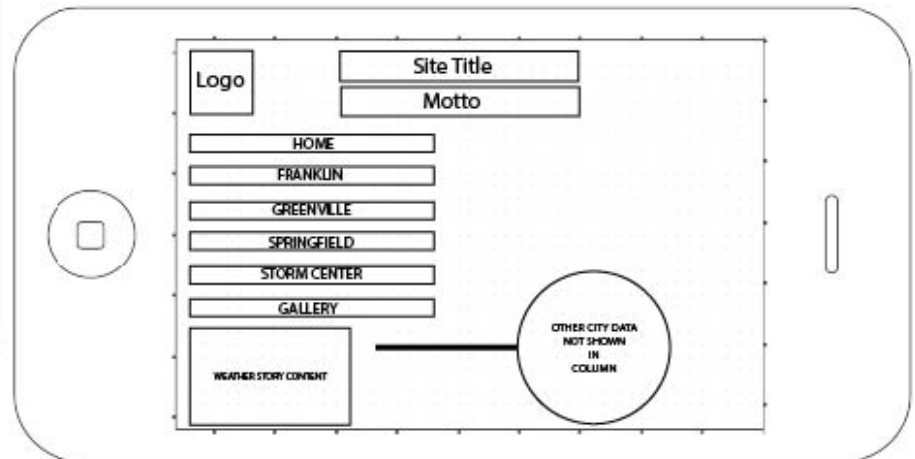 Logo
Site Title
Motto
HOME
FRANKLIN
GREENVILLE
SPRINGFIELD
STORM CENTER
GALLERY
WEATHER STORY CONTENT
OTHER CITY DATA
NOT SHOWN
IN
COLUMN